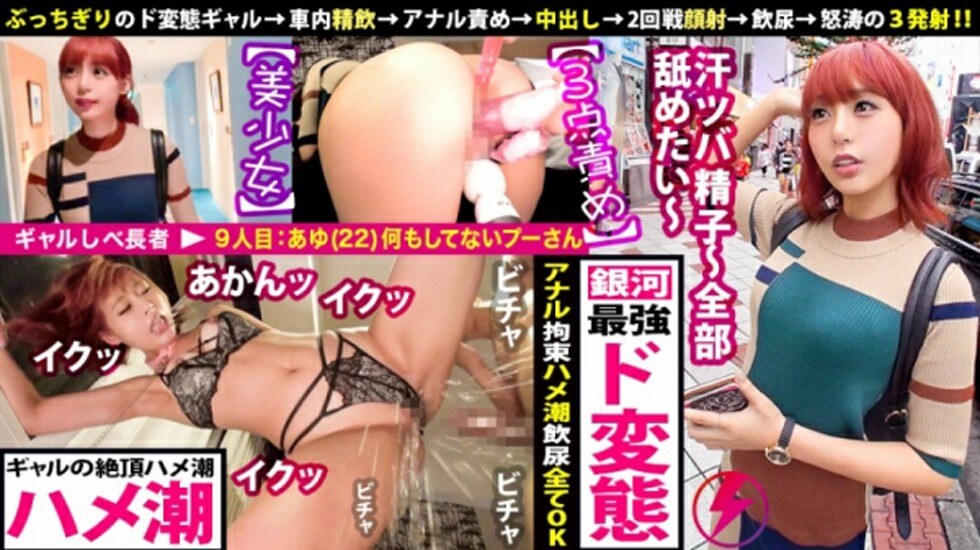 ぶっちぎりのド変態ギャル→車内精飲→アナル責め→中出し→2回戦顔射→飲尿→怒涛の3発射!!
【美少女】
【3点責め】
汗ツバ精子〜全部
舐めたい〜
ギャルしべ長者▶9人目：あゆ(22)何もしてないプーさん
あかんッ
イクッ
イクッ
イクッ
ビチャ
ビチャ
ビチャ
アナル拘束ハメ潮飲尿全てOK
銀河
最強
ド変態
ギャルの絶頂ハメ潮
ハメ潮